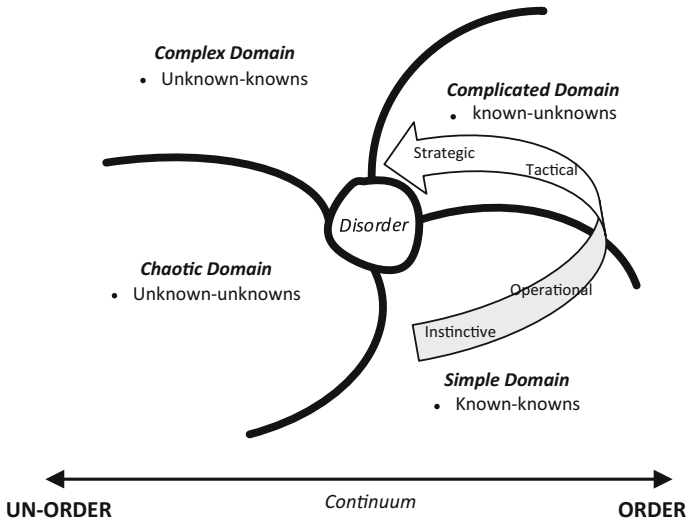 Complex Domain
• Unknown-knowns
Complicated Domain
• known-unknowns
Strategic
Tactical
Disorder
Chaotic Domain
• Unknown-unknowns
Operational
Instinctive
Simple Domain
• Known-knowns
UN-ORDER
Continuum
ORDER